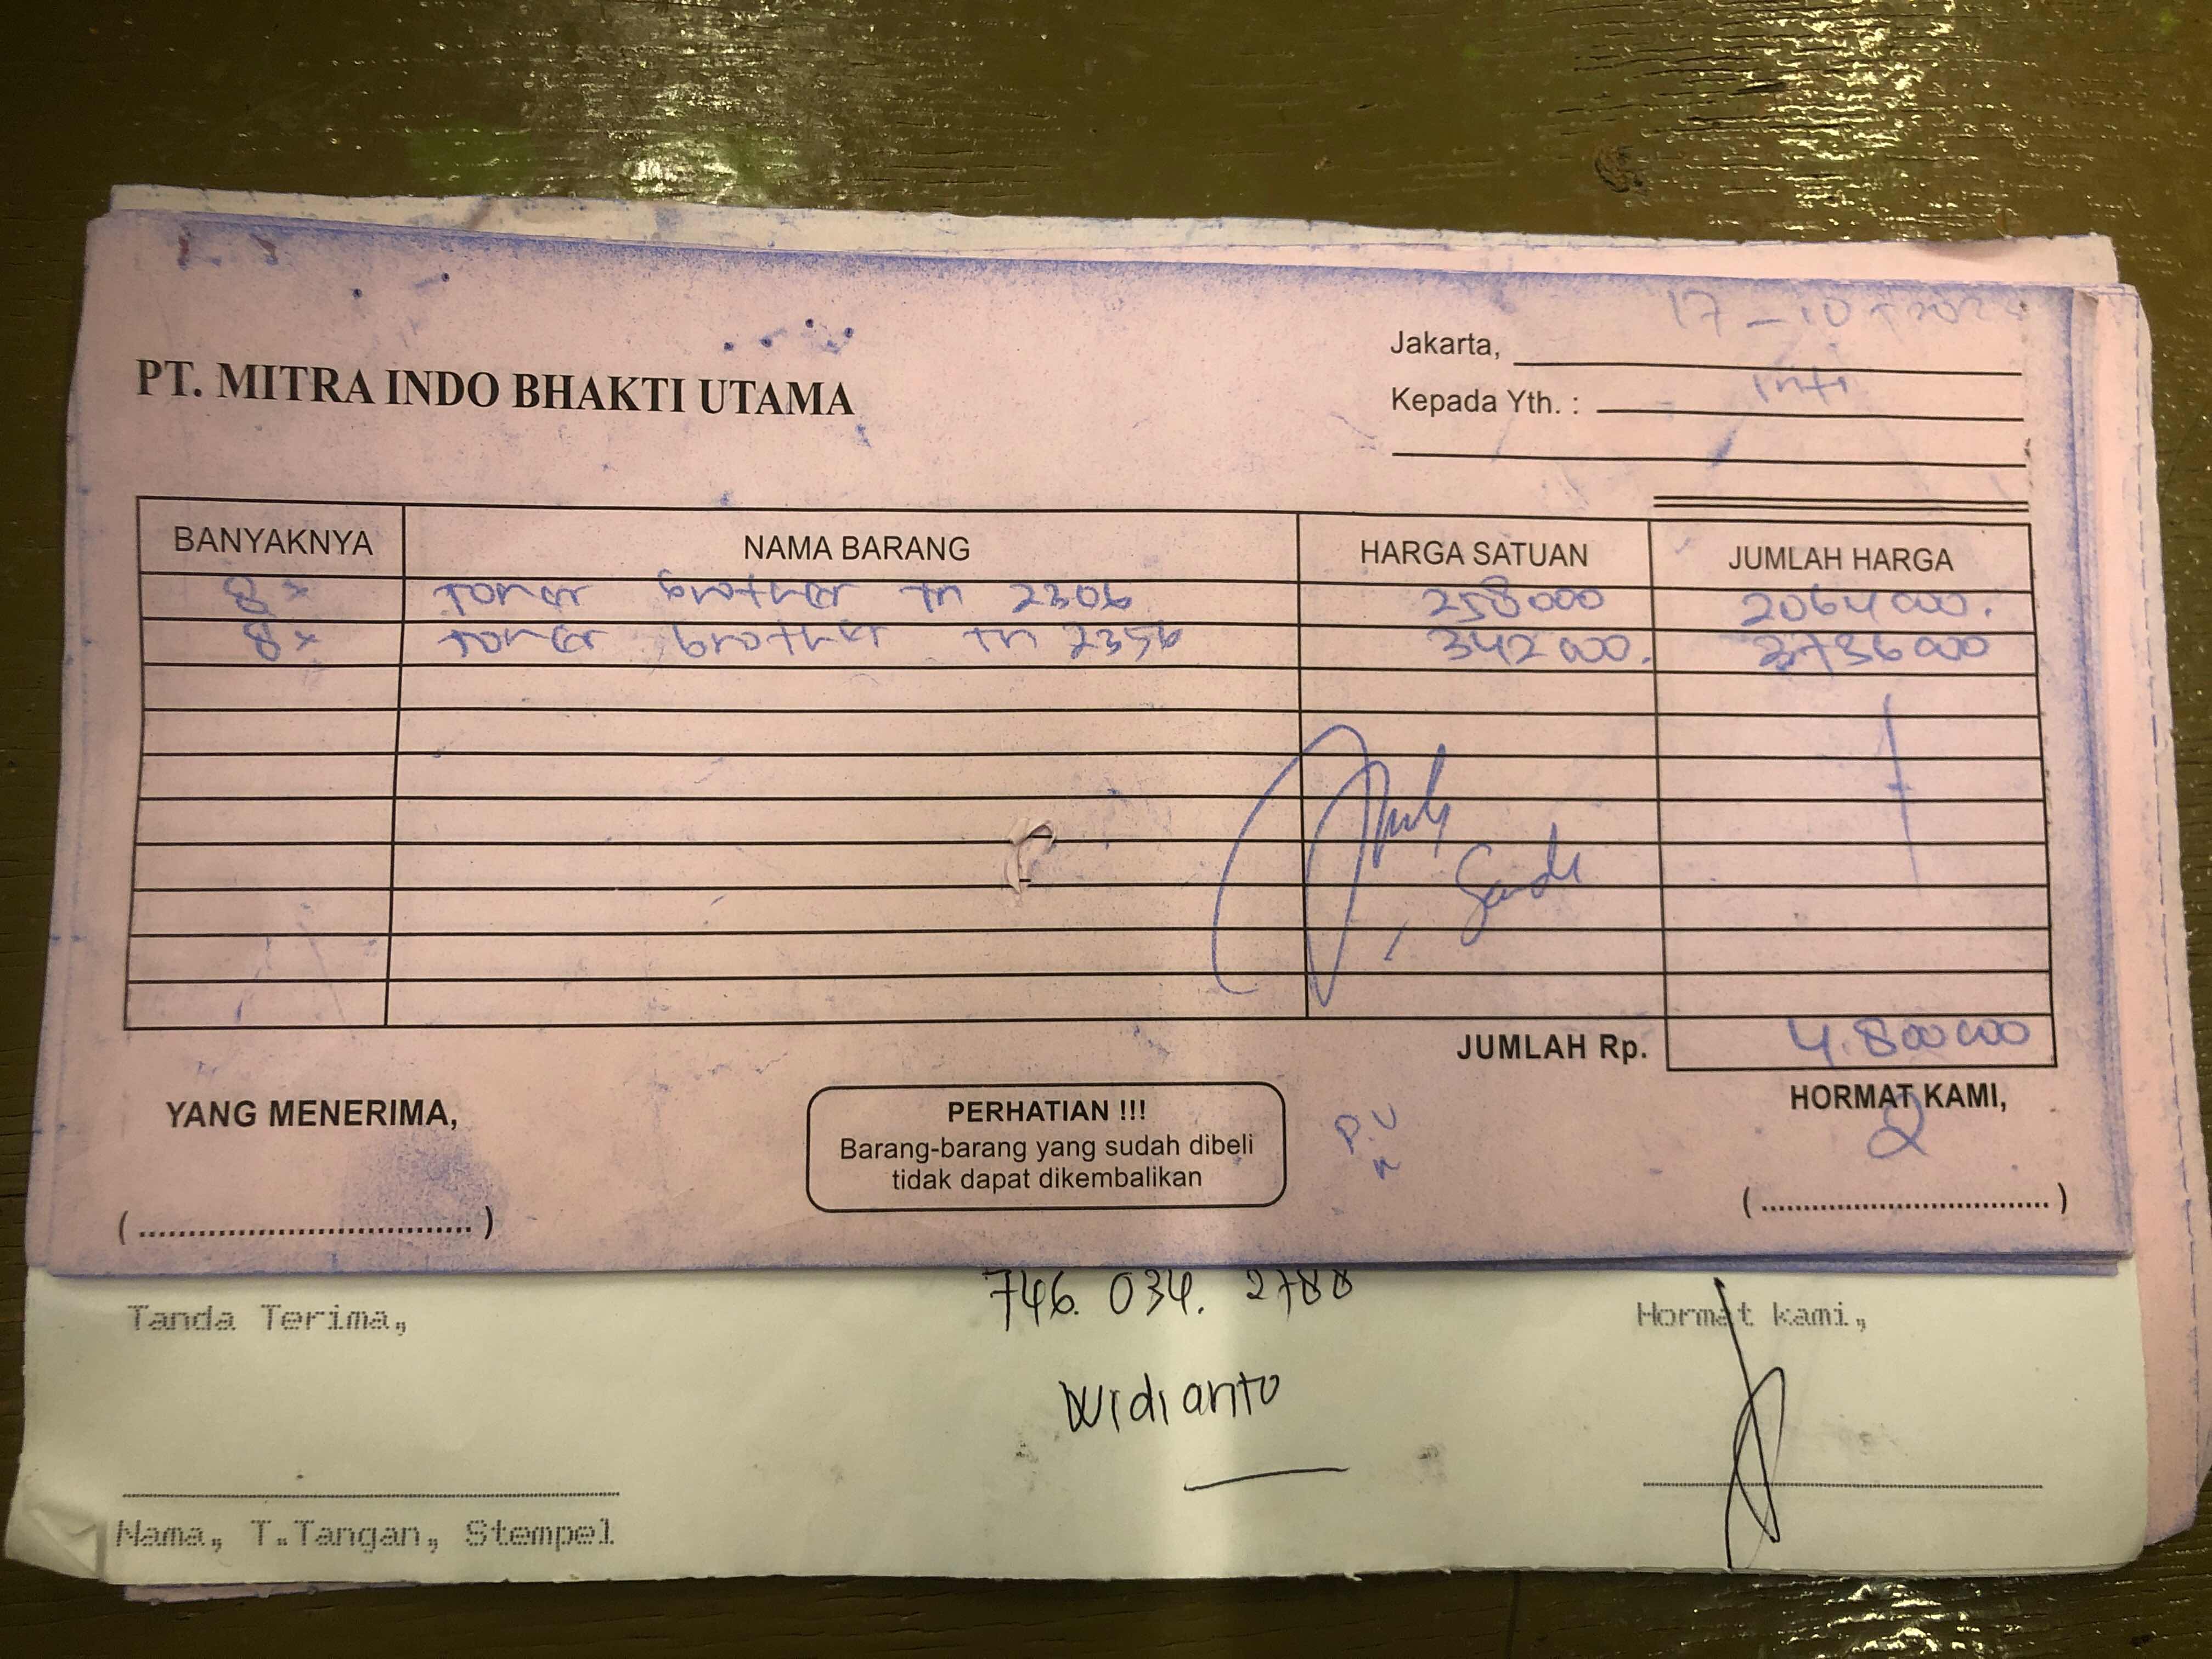 17-10-202
Jakarta,
PT. MITRA INDO BHAKTI UTAMA
Kepada Yth. : inti
BANYAKNYA NAMA BARANG HARGA SATUAN JUMLAH HARGA
8x toner brother tn 2306 258000 2064000.
8x toner brother tn 2356 342000. 2736000
Sandi
JUMLAH Rp. 4.800000
YANG MENERIMA, HORMAT KAMI,
PERHATIAN !!!
Barang-barang yang sudah dibeli
tidak dapat dikembalikan
(................................) (................................)
746. 034. 2788
Tanda Terima, Hormat kami,
Widianto
Nama, T.Tangan, Stempel